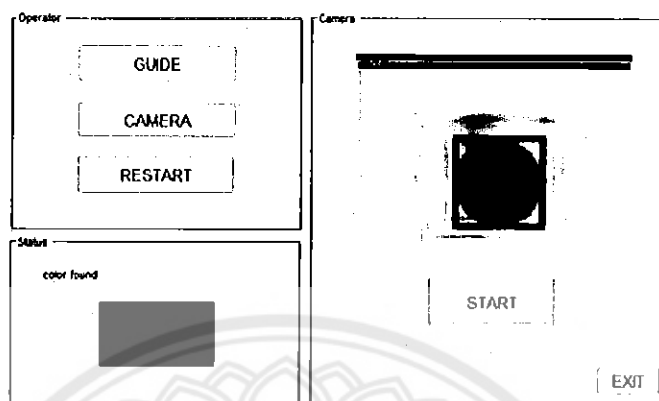 Operator
GUIDE
CAMERA
RESTART
Status
color found
Camera
START
EXIT